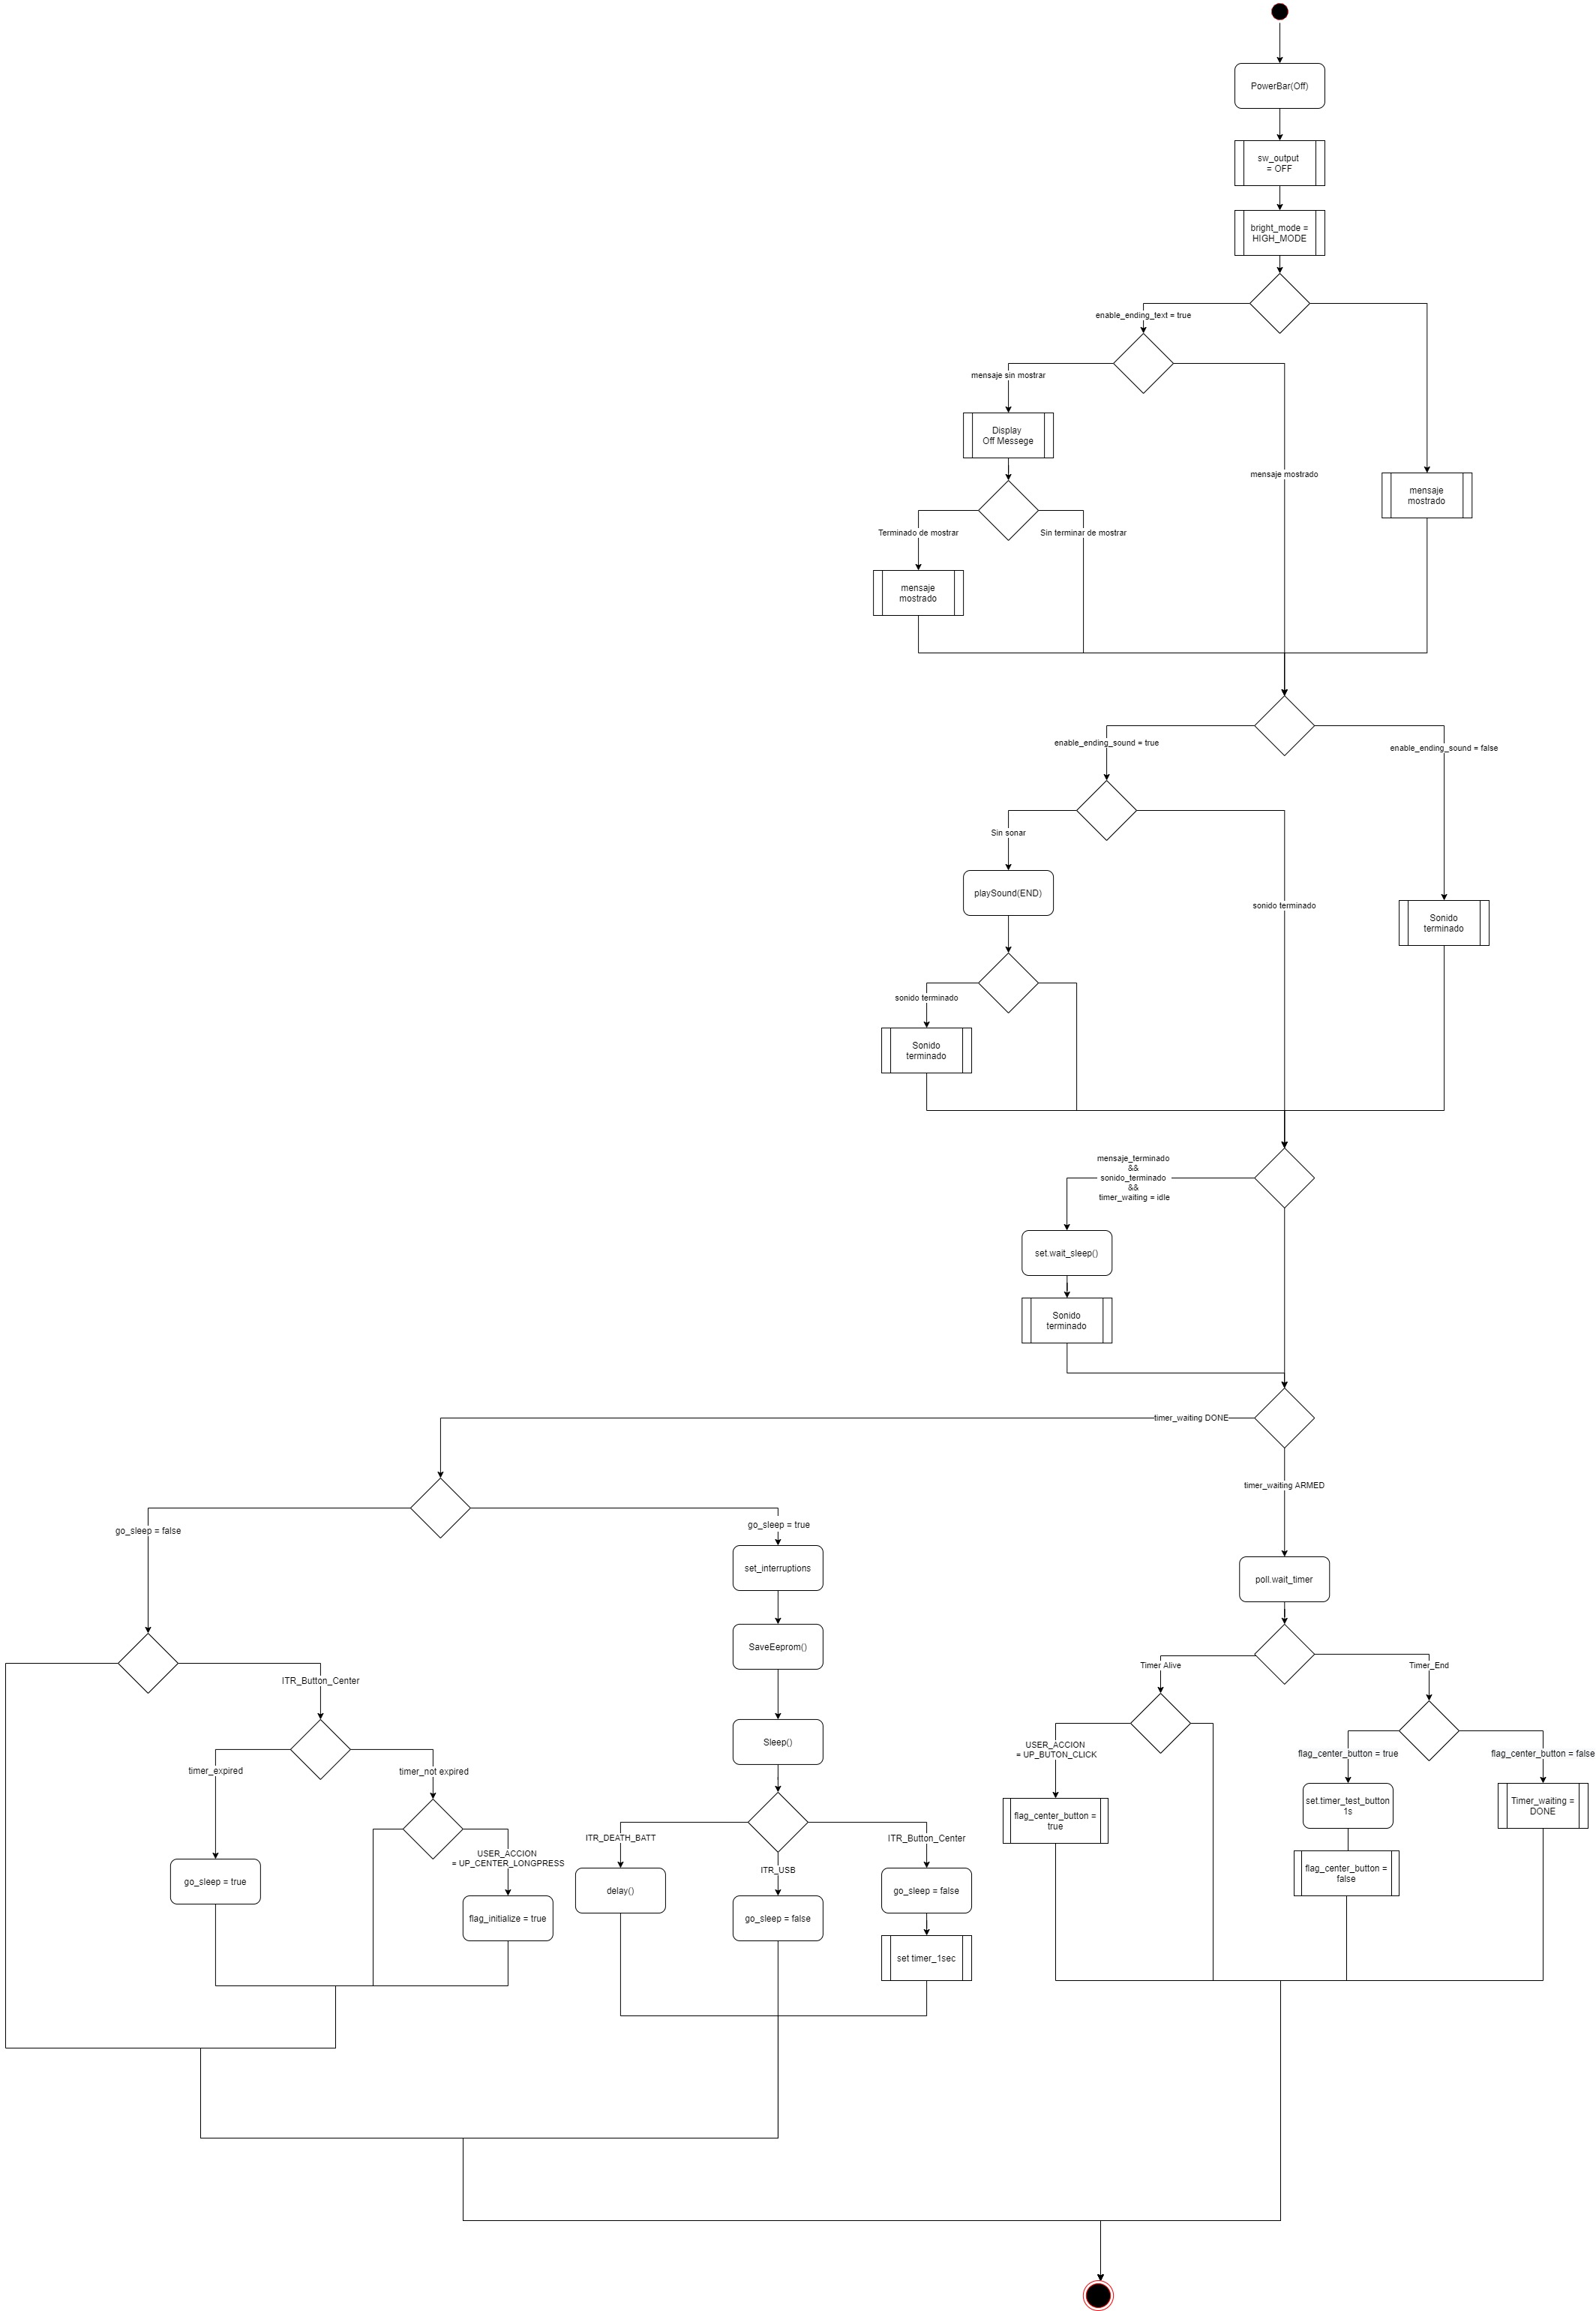 PowerBar(Off)
sw_output
= OFF
bright_mode =
HIGH_MODE
enable_ending_text = true
mensaje sin mostrar
Display
Off Messege
mensaje mostrado
mensaje
mostrado
Terminado de mostrar
Sin terminar de mostrar
mensaje
mostrado
enable_ending_sound = true
enable_ending_sound = false
Sin sonar
playSound(END)
sonido terminado
Sonido
terminado
sonido terminado
Sonido
terminado
mensaje_terminado
&&
sonido_terminado
&&
timer_waiting = idle
set.wait_sleep()
Sonido
terminado
timer_waiting DONE
timer_waiting ARMED
go_sleep = false
go_sleep = true
set_interruptions
poll.wait_timer
SaveEeprom()
ITR_Button_Center
Timer Alive
Timer_End
Sleep()
timer_expired
timer_not expired
USER_ACCION
= UP_BUTON_CLICK
flag_center_button = true
flag_center_button = false
set.timer_test_button
1s
Timer_waiting =
DONE
flag_center_button =
true
ITR_DEATH_BATT
ITR_USB
ITR_Button_Center
USER_ACCION
= UP_CENTER_LONGPRESS
flag_center_button =
false
go_sleep = true
delay()
go_sleep = false
flag_initialize = true
go_sleep = false
set timer_1sec